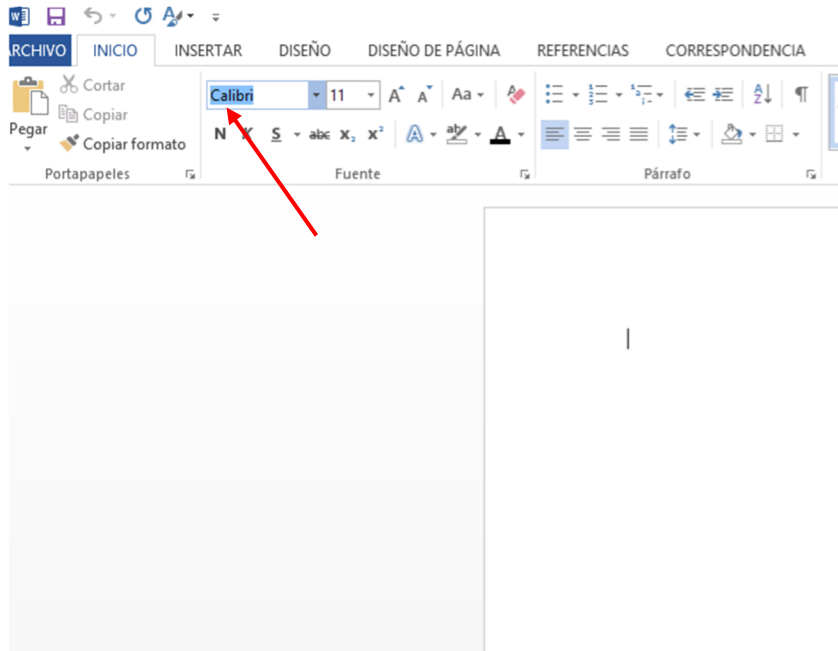 ARCHIVO INICIO INSERTAR DISEÑO DISEÑO DE PÁGINA REFERENCIAS CORRESPONDENCIA
Pegar
Cortar
Copiar
Copiar formato
Portapapeles
Calibri 11 Aa
N K S abc x₂ x² A aby A
Fuente
A Z ¶
Párrafo